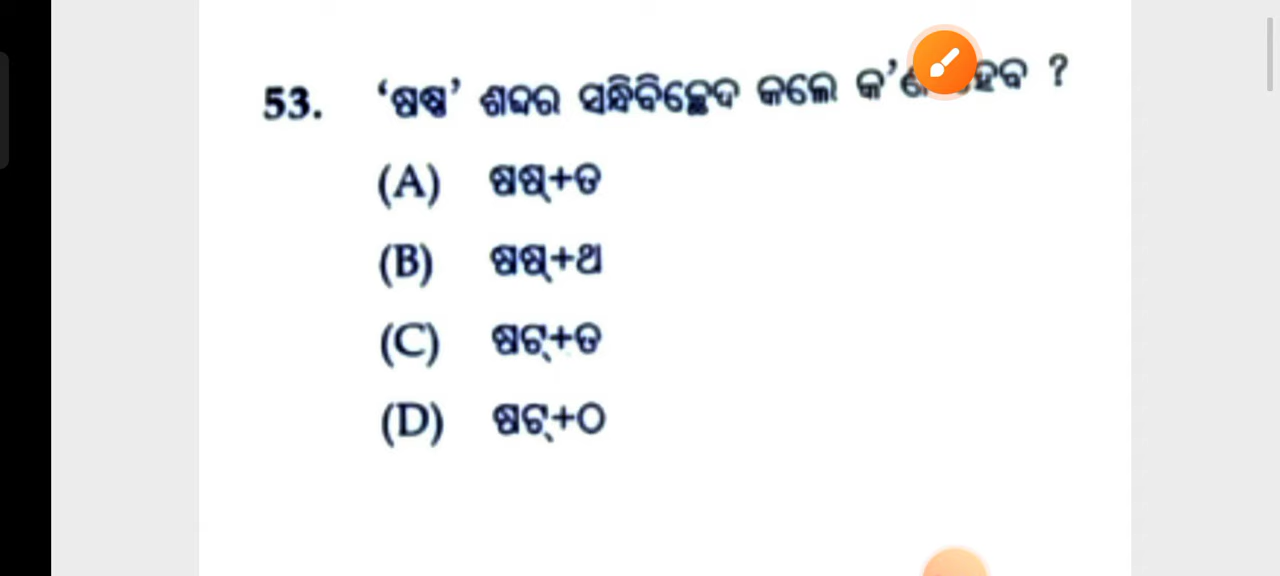 53. ‘ଷଷ୍ଠ’ ଶବ୍ଦର ସନ୍ଧିବିଚ୍ଛେଦ କଲେ ହେବ ?
(A) ଷଷ୍+ତ
(B) ଷଷ୍+ଥ
(C) ଷଟ୍+ତ
(D) ଷଟ୍+ଠ